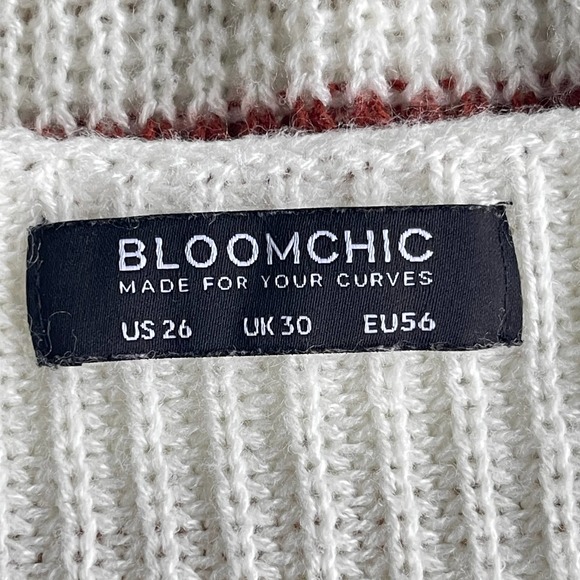 BLOOMCHIC
MADE FOR YOUR CURVES
US 26 UK 30 EU56